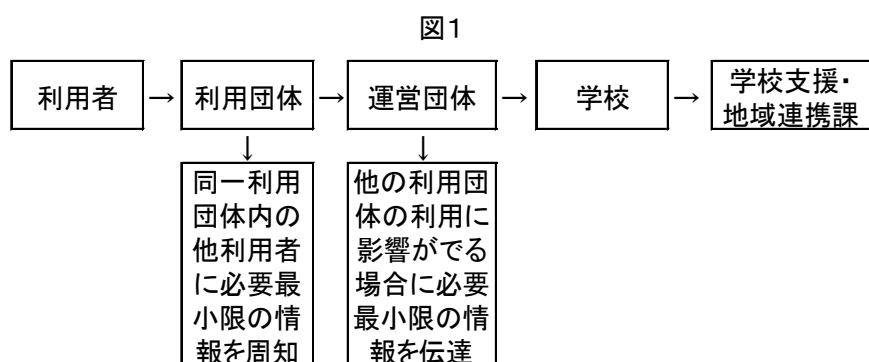 図1
利用者 → 利用団体 → 運営団体 → 学校 → 学校支援・
地域連携課
↓ ↓
同一利用
団体内の
他利用者
に必要最
小限の情
報を周知
他の利用団
体の利用に
影響がでる
場合に必要
最小限の情
報を伝達